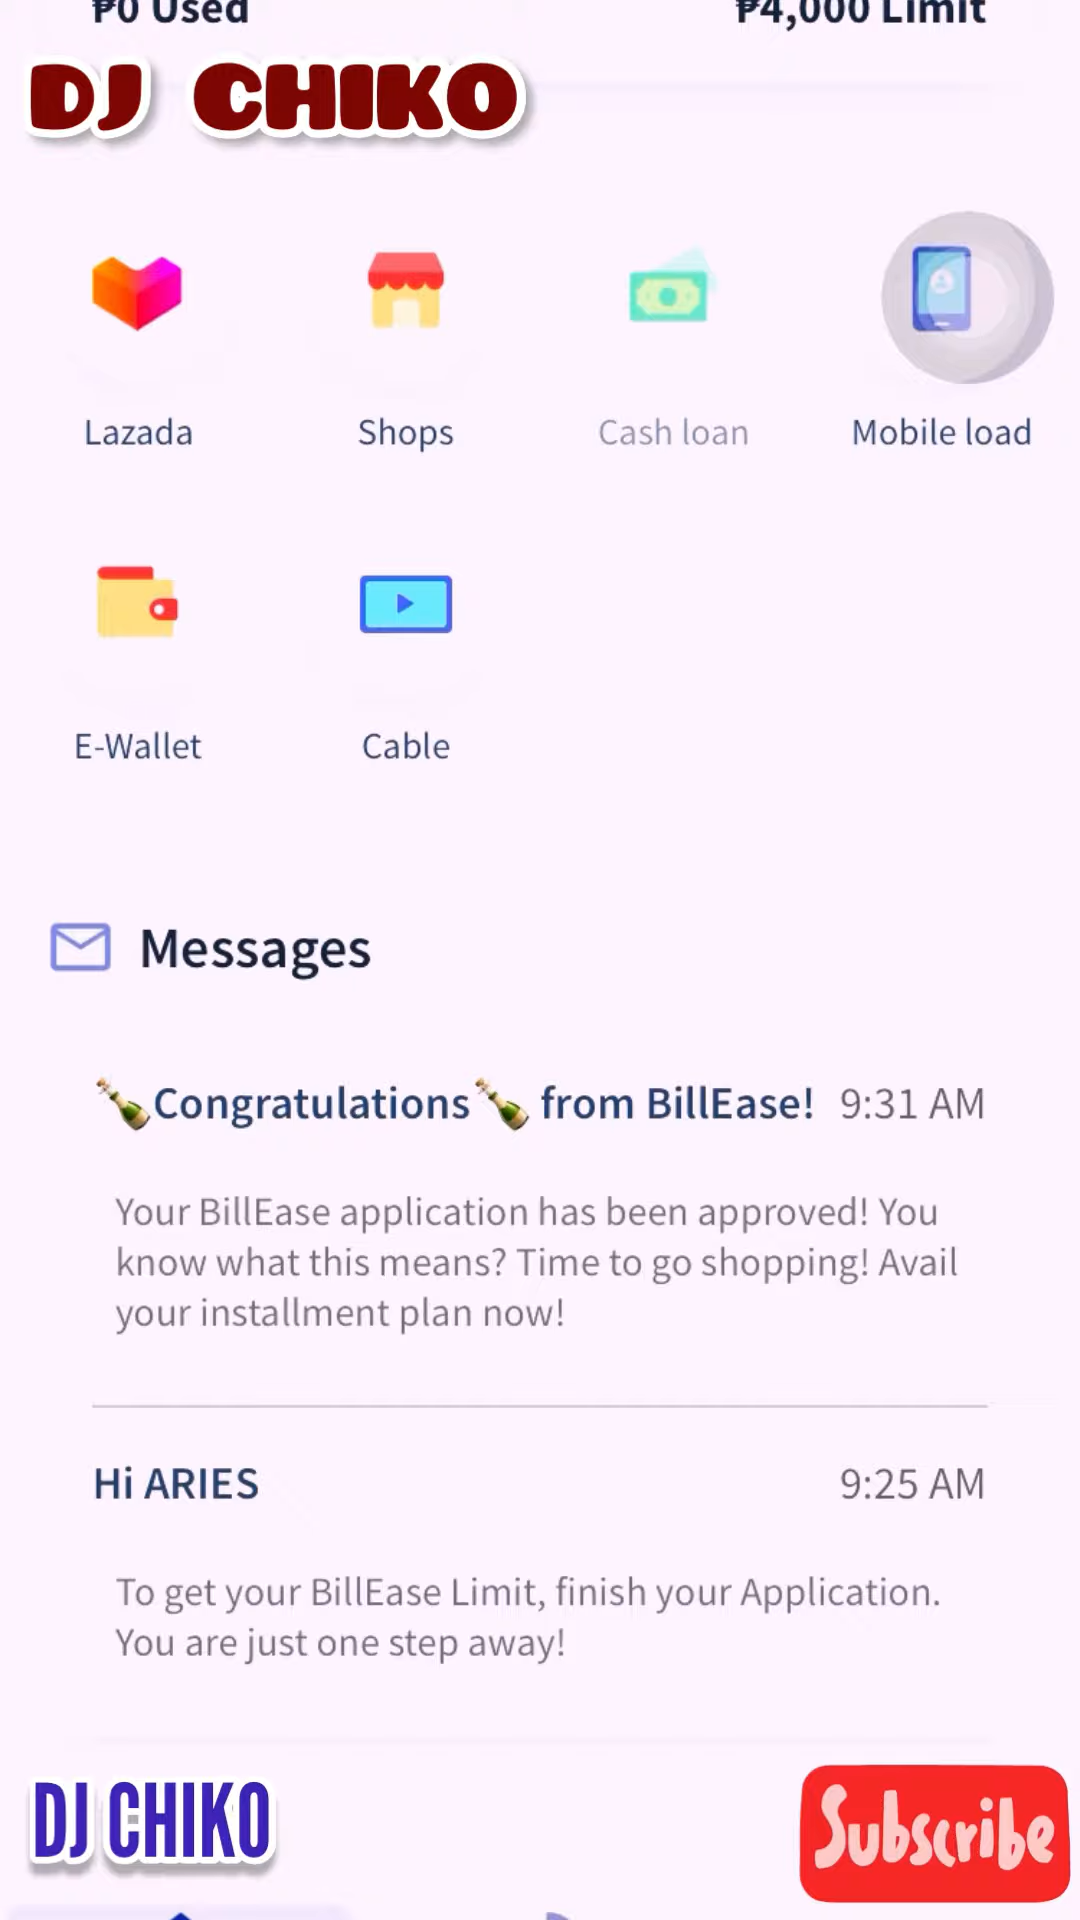 ₱0 Used ₱4,000 Limit
DJ CHIKO
Lazada Shops Cash loan Mobile load
E-Wallet Cable
Messages
🍾Congratulations🍾 from BillEase! 9:31 AM
Your BillEase application has been approved! You
know what this means? Time to go shopping! Avail
your installment plan now!
Hi ARIES 9:25 AM
To get your BillEase Limit, finish your Application.
You are just one step away!
DJ CHIKO Subscribe